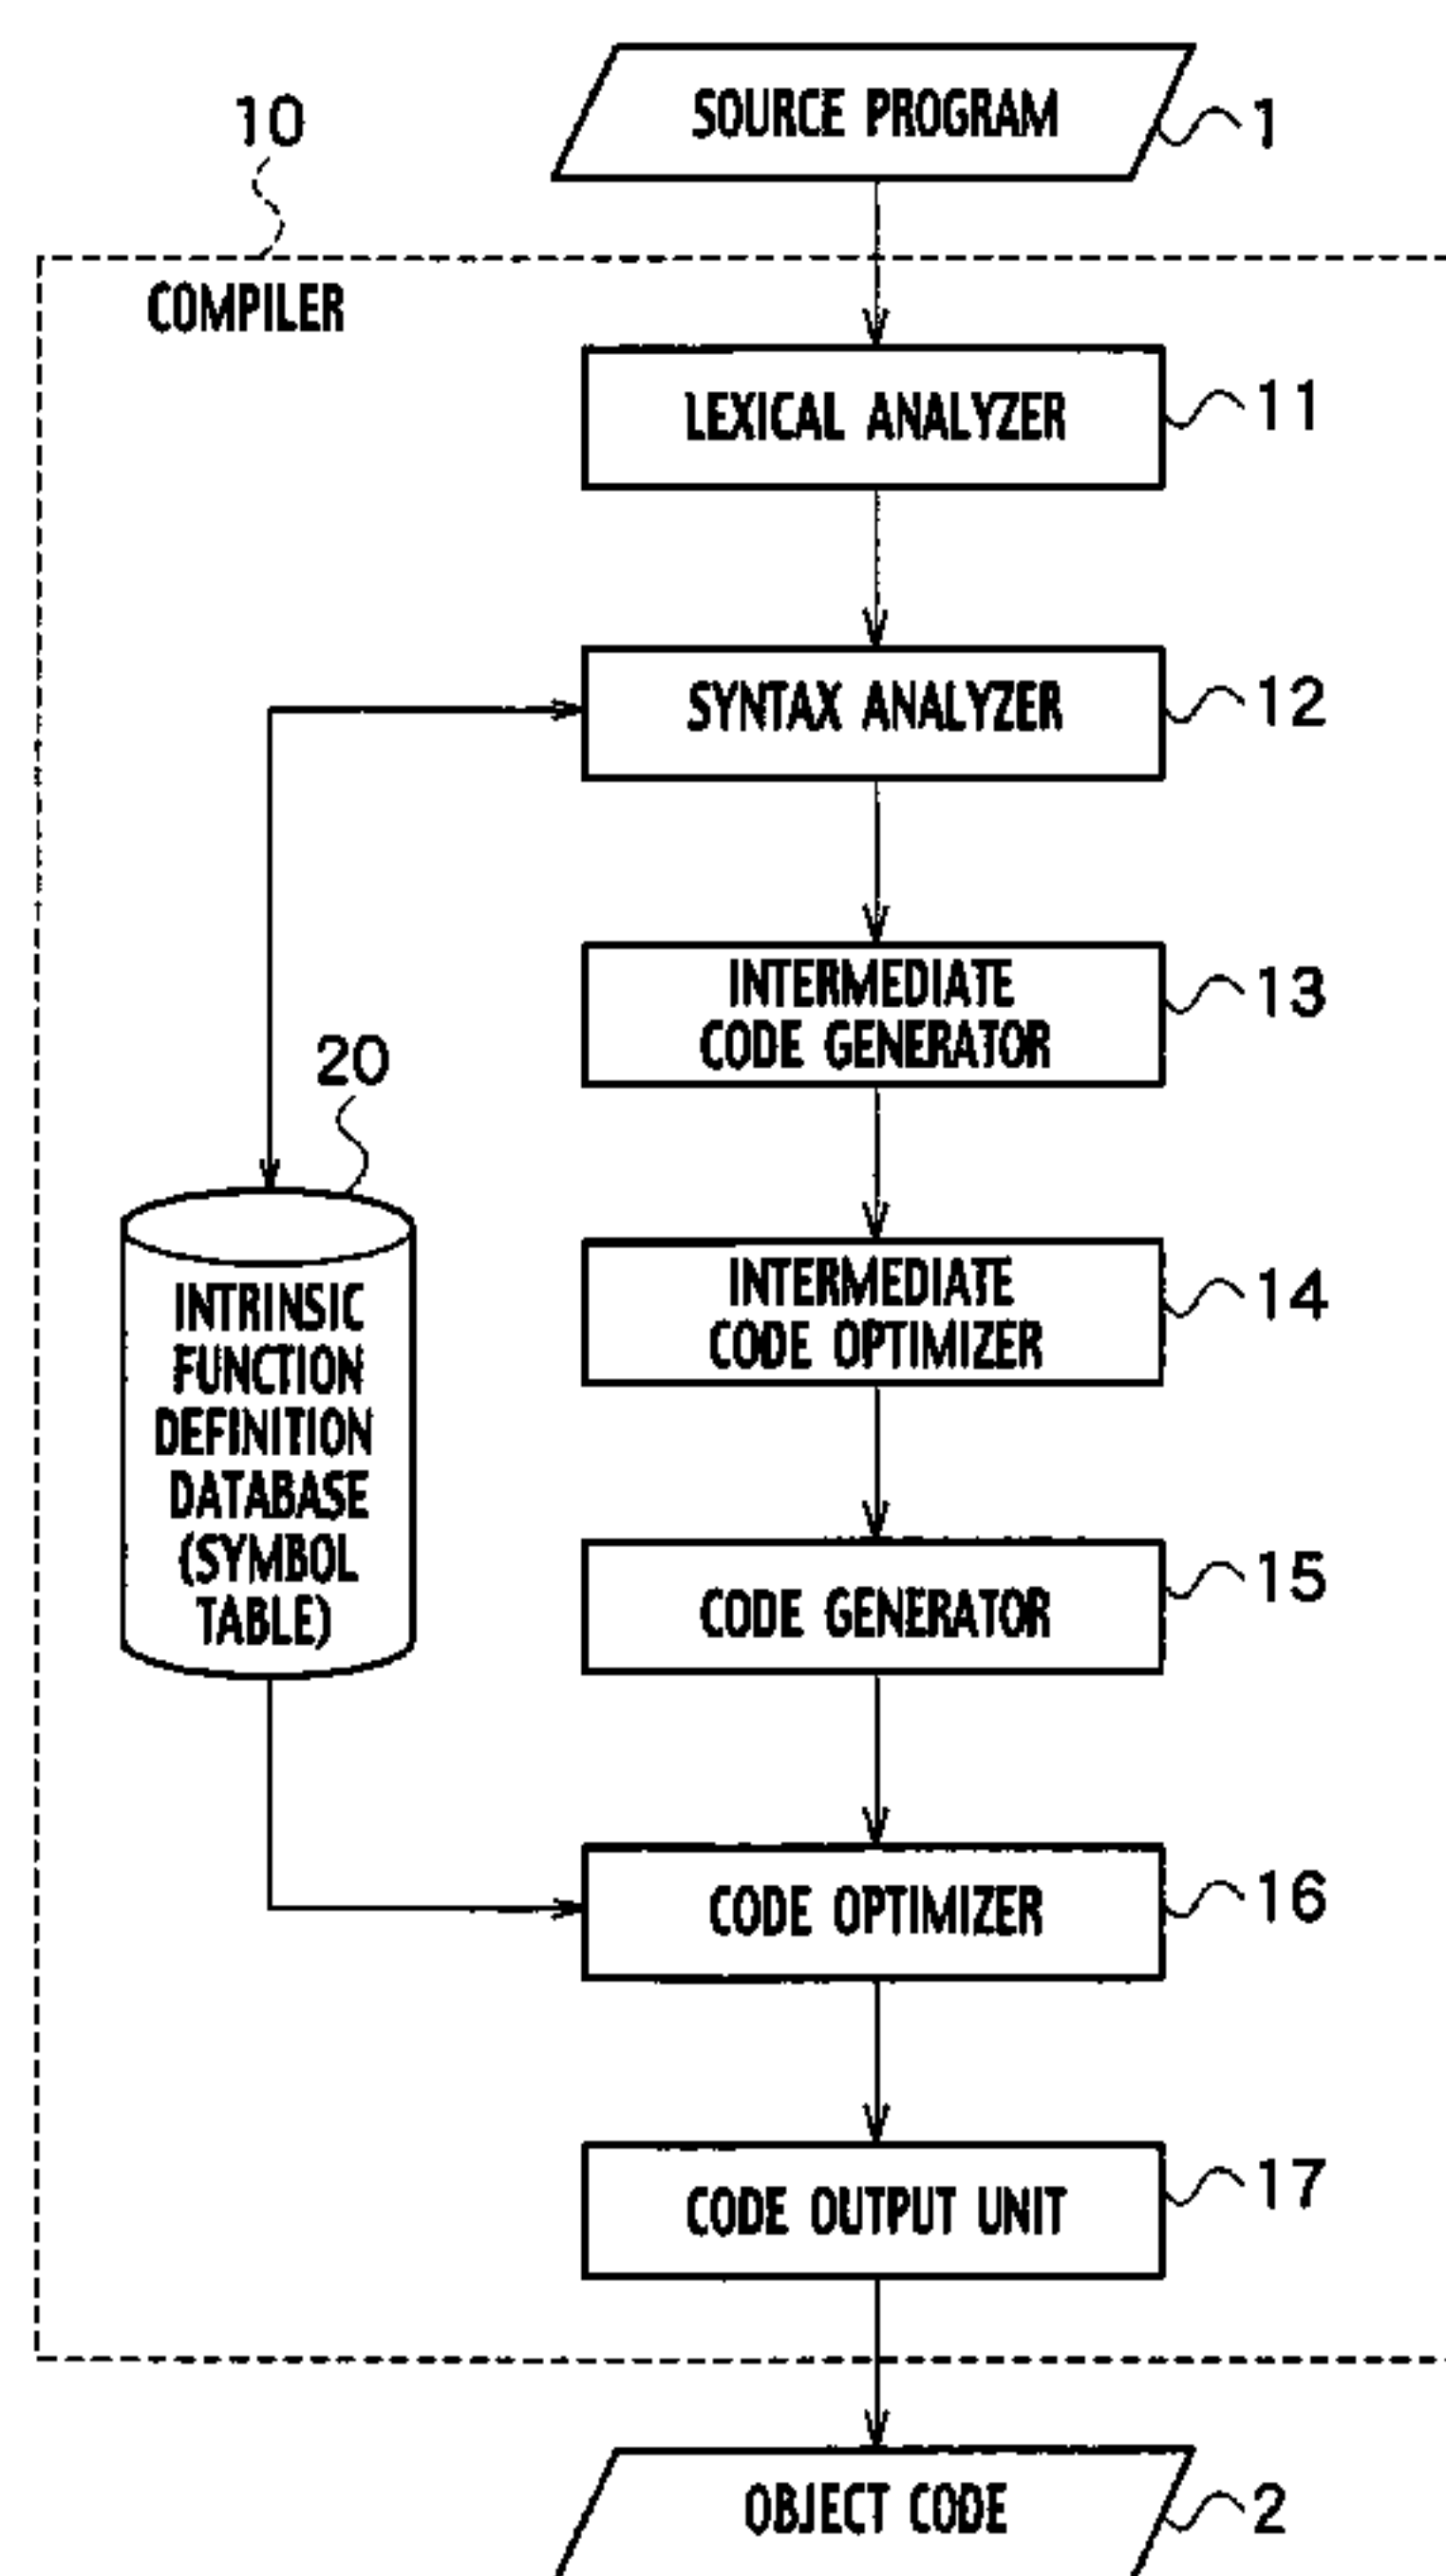 SOURCE PROGRAM
1
10
COMPILER
LEXICAL ANALYZER
11
SYNTAX ANALYZER
12
INTERMEDIATE
CODE GENERATOR
13
20
INTRINSIC
FUNCTION
DEFINITION
DATABASE
(SYMBOL
TABLE)
INTERMEDIATE
CODE OPTIMIZER
14
CODE GENERATOR
15
CODE OPTIMIZER
16
CODE OUTPUT UNIT
17
OBJECT CODE
2